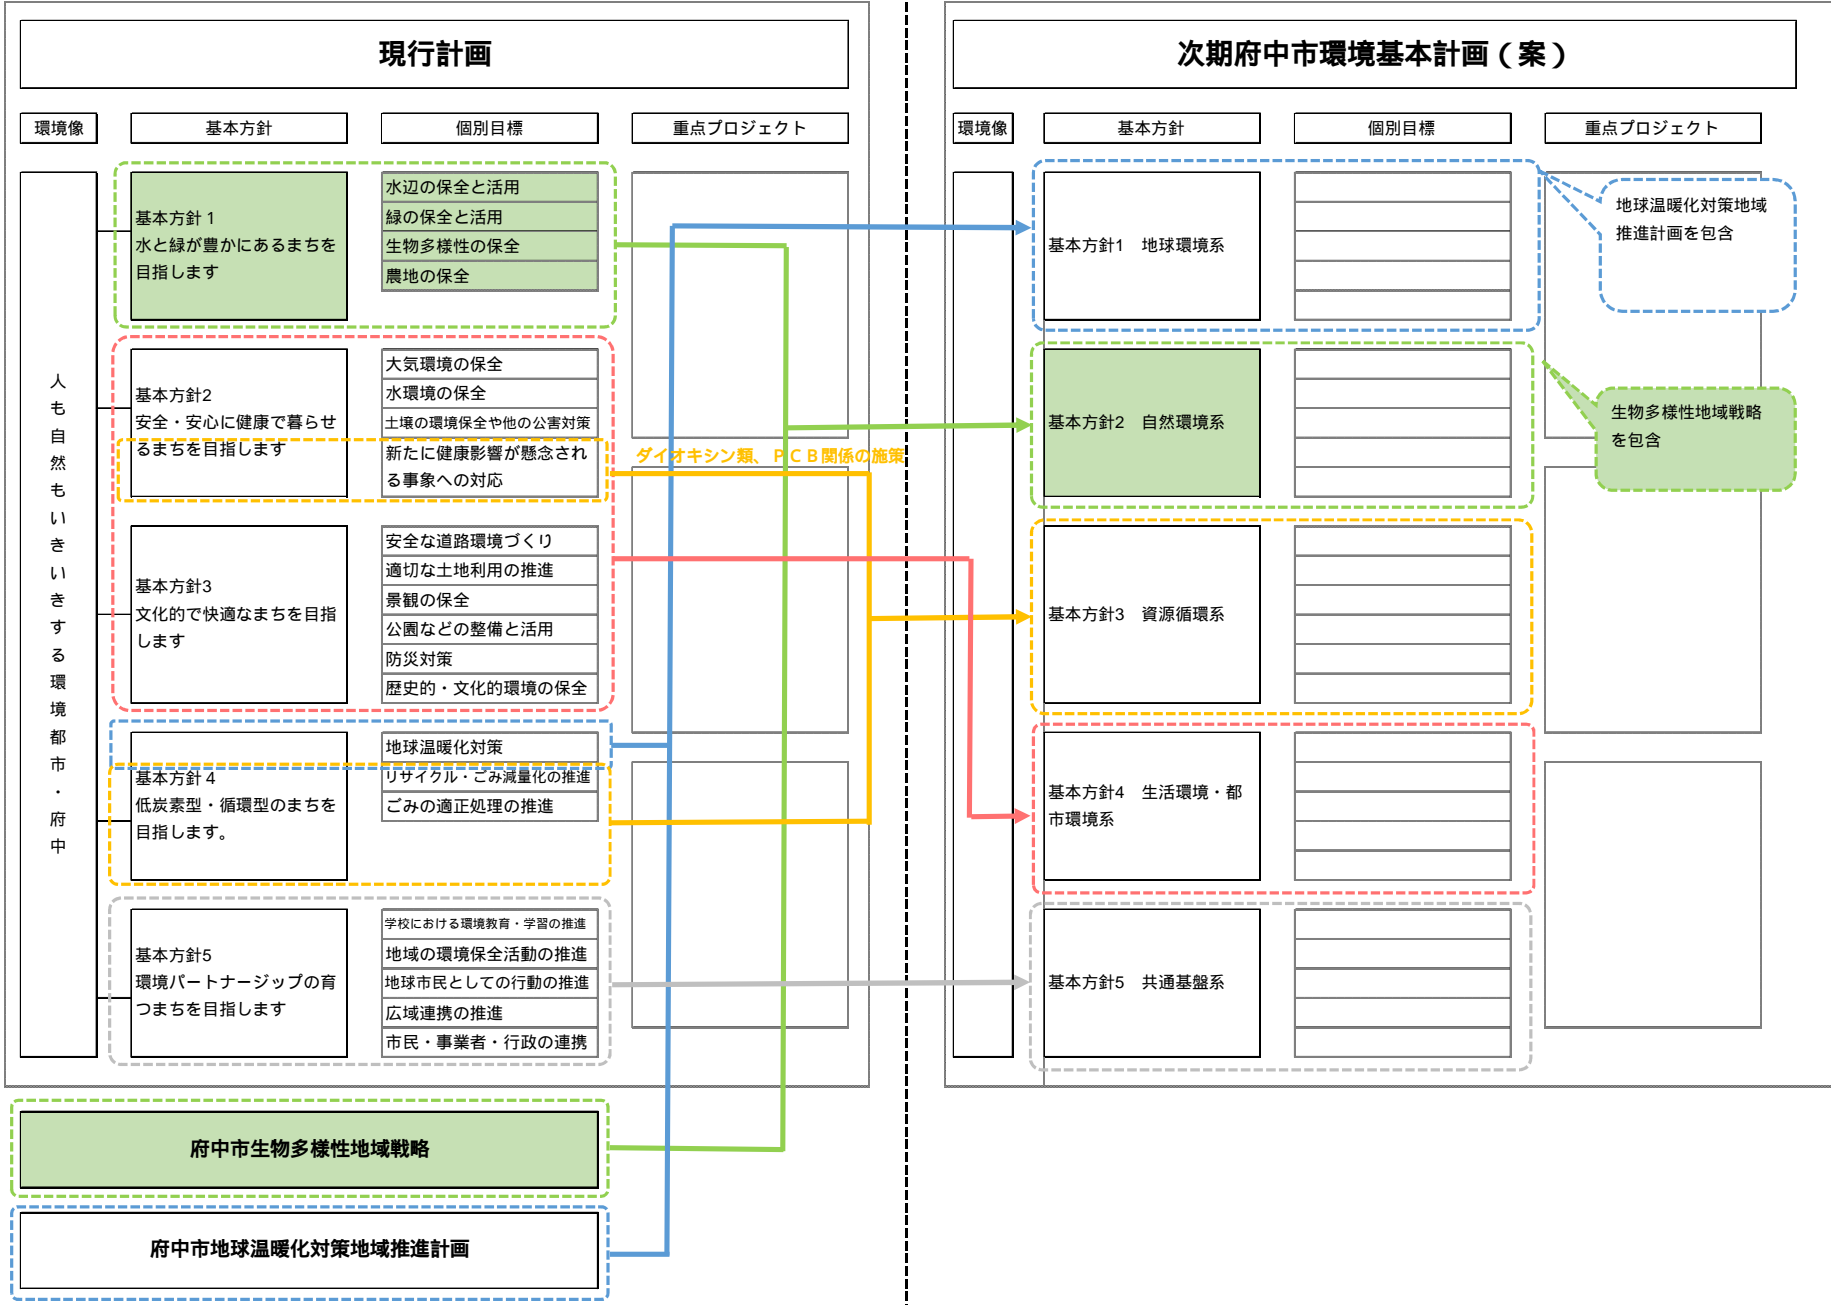 現行計画
環境像
基本方針
個別目標
重点プロジェクト
人も自然もいきいきする環境都市・府中
基本方針１
水と緑が豊かにあるまちを
目指します
水辺の保全と活用
緑の保全と活用
生物多様性の保全
農地の保全
基本方針2
安全・安心に健康で暮らせ
るまちを目指します
大気環境の保全
水環境の保全
土壌の環境保全や他の公害対策
新たに健康影響が懸念され
る事象への対応
ダイオキシン類、ＰＣＢ関係の施策
基本方針3
文化的で快適なまちを目指
します
安全な道路環境づくり
適切な土地利用の推進
景観の保全
公園などの整備と活用
防災対策
歴史的・文化的環境の保全
基本方針４
低炭素型・循環型のまちを
目指します。
地球温暖化対策
リサイクル・ごみ減量化の推進
ごみの適正処理の推進
基本方針5
環境パートナージップの育
つまちを目指します
学校における環境教育・学習の推進
地域の環境保全活動の推進
地球市民としての行動の推進
広域連携の推進
市民・事業者・行政の連携
府中市生物多様性地域戦略
府中市地球温暖化対策地域推進計画
次期府中市環境基本計画（案）
環境像
基本方針
個別目標
重点プロジェクト
基本方針1　地球環境系
地球温暖化対策地域
推進計画を包含
基本方針2　自然環境系
生物多様性地域戦略
を包含
基本方針3　資源循環系
基本方針4　生活環境・都
市環境系
基本方針5　共通基盤系